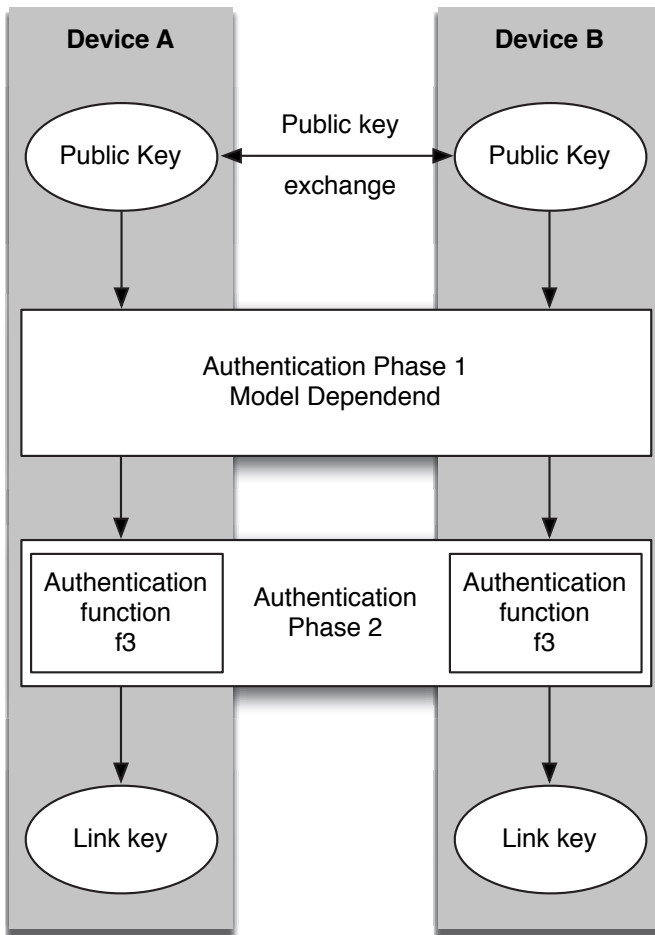 Device A
Device B
Public Key
Public key
exchange
Public Key
Authentication Phase 1
Model Dependend
Authentication
function
f3
Authentication
Phase 2
Authentication
function
f3
Link key
Link key